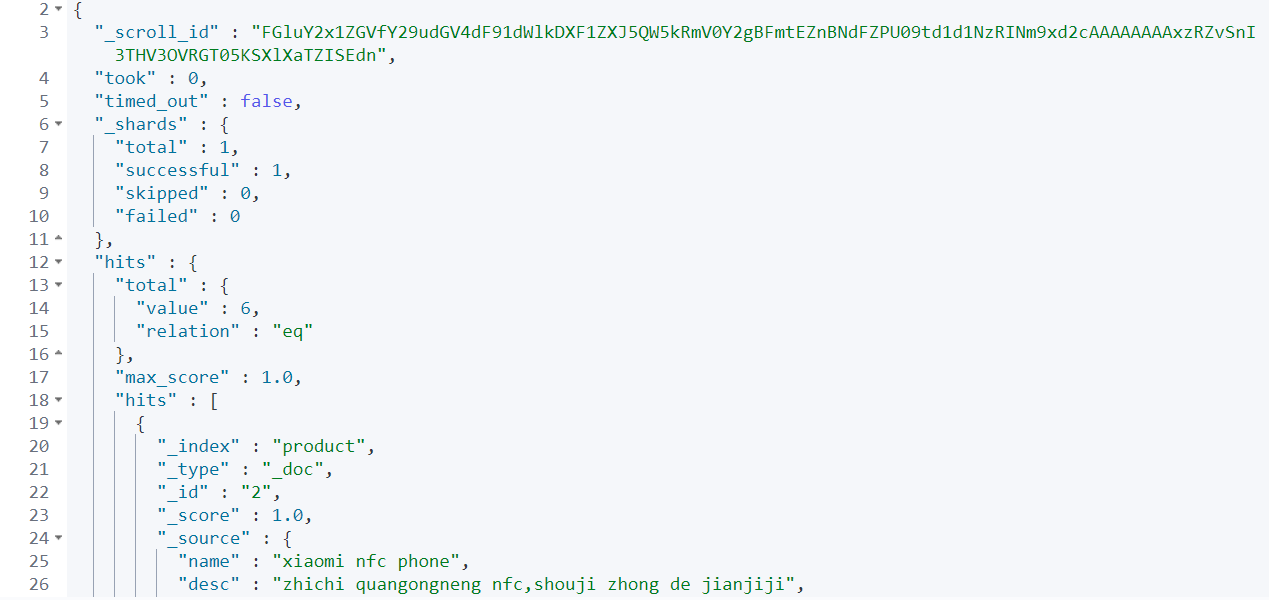 2 {
3 "_scroll_id" : "FGluY2x1ZGVfY29udGV4dF91dWlkDXF1ZXJ5QW5kRmV0Y2gBFmtEZnBNdFZPU09td1d1NzRINm9xd2cAAAAAAAAxzRZvSnI
3THV3OVRGT05KSXlXaTZISEdn",
4 "took" : 0,
5 "timed_out" : false,
6 "_shards" : {
7 "total" : 1,
8 "successful" : 1,
9 "skipped" : 0,
10 "failed" : 0
11 },
12 "hits" : {
13 "total" : {
14 "value" : 6,
15 "relation" : "eq"
16 },
17 "max_score" : 1.0,
18 "hits" : [
19 {
20 "_index" : "product",
21 "_type" : "_doc",
22 "_id" : "2",
23 "_score" : 1.0,
24 "_source" : {
25 "name" : "xiaomi nfc phone",
26 "desc" : "zhichi quangongneng nfc,shouji zhong de jianjiji",